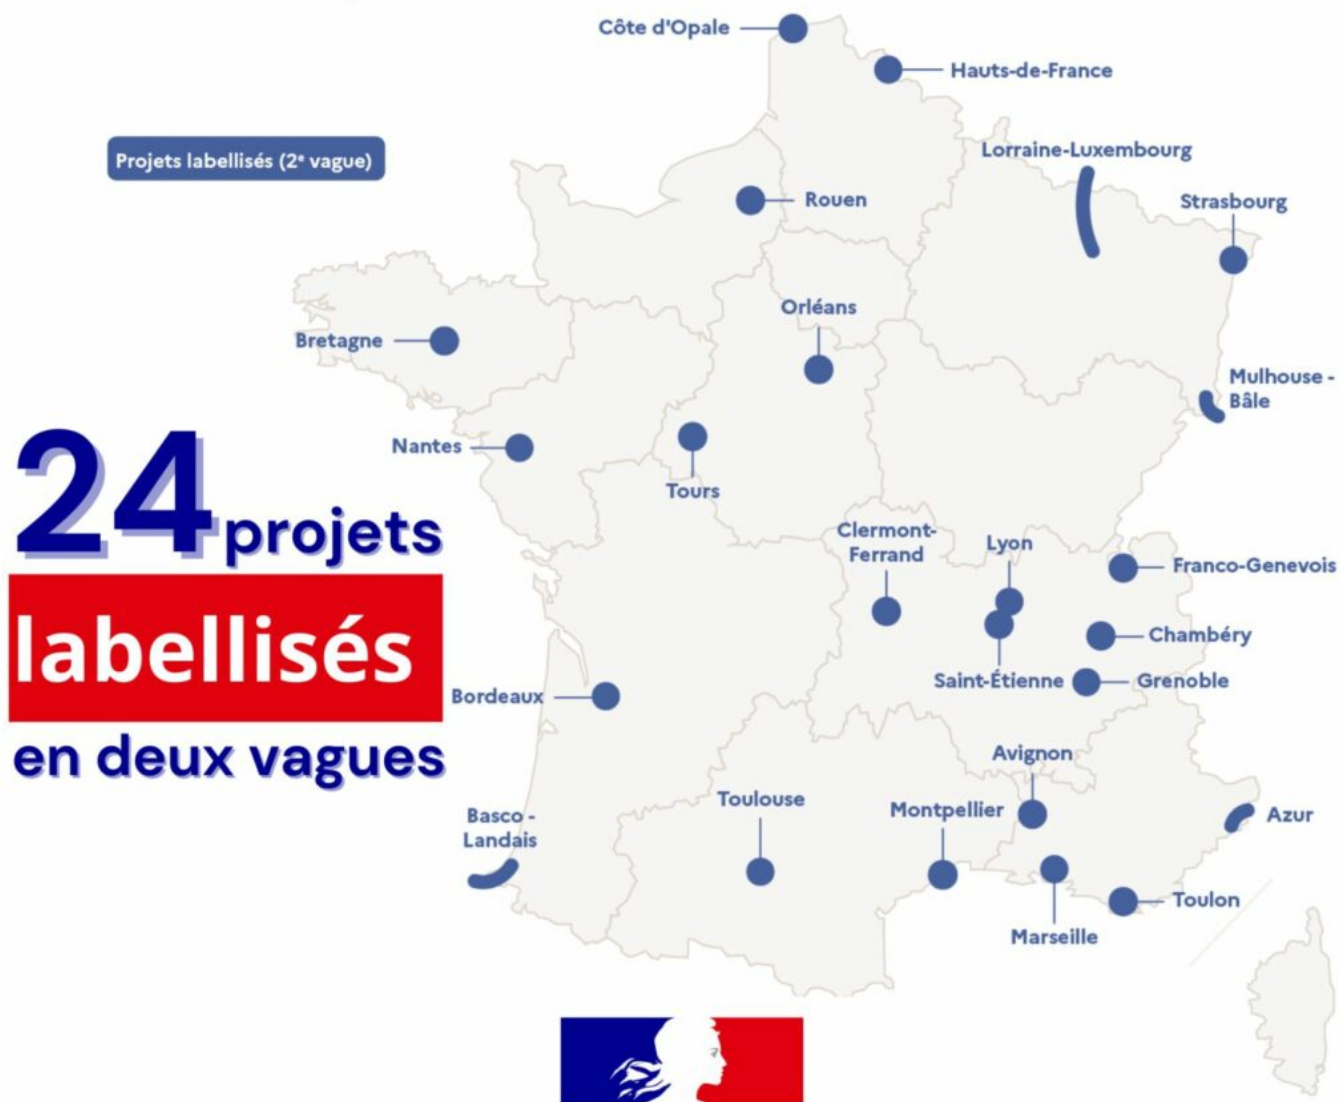 Côte d'Opale
Hauts-de-France
Projets labellisés (2e vague)
Lorraine-Luxembourg
Rouen
Strasbourg
Orléans
Bretagne
Mulhouse -
Bâle
Nantes
Tours
24 projets
labellisés
en deux vagues
Clermont-
Ferrand
Lyon
Franco-Genevois
Chambéry
Saint-Étienne
Grenoble
Bordeaux
Avignon
Toulouse
Montpellier
Azur
Basco -
Landais
Toulon
Marseille